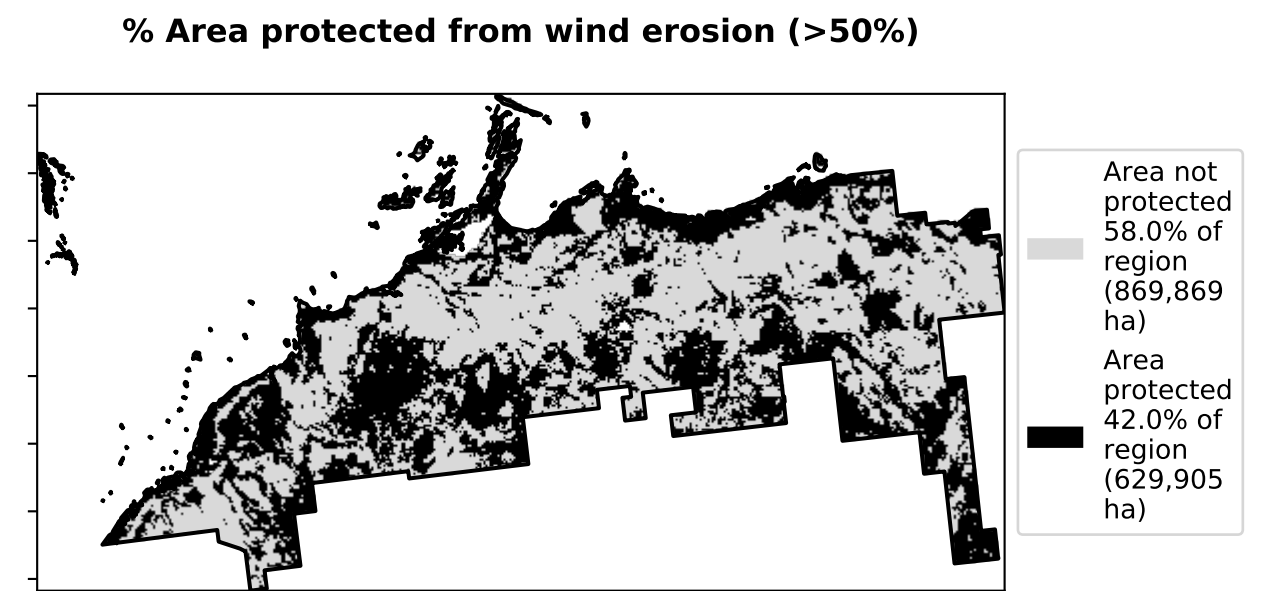 % Area protected from wind erosion (>50%)
Area not
protected
58.0% of
region
(869,869
ha)
Area
protected
42.0% of
region
(629,905
ha)